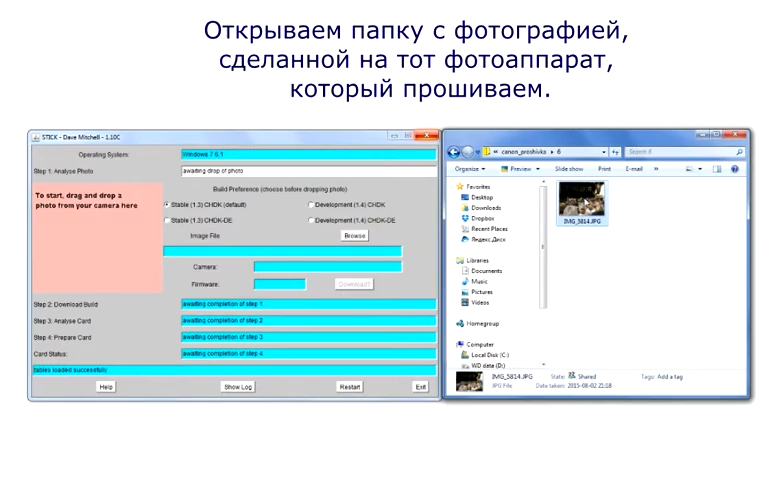 Открываем папку с фотографией,
сделанной на тот фотоаппарат,
который прошиваем.
STICK - Dave Mitchell - 1.10C
Operating System:
Windows 7 6.1
Step 1: Analyse Photo
awaiting drop of photo
To start, drag and drop a
photo from your camera here
Build Preference (choose before dropping photo)
Stable (1.3) CHDK (default)
Development (1.4) CHDK
Stable (1.3) CHDK-DE
Development (1.4) CHDK-DE
Image File
Browse
Camera:
Firmware:
Download?
Step 2: Download Build
awaiting completion of step 1
Step 3: Analyse Card
awaiting completion of step 2
Step 4: Prepare Card
awaiting completion of step 3
Card Status:
awaiting completion of step 4
tables loaded successfully
Help
Show Log
Restart
Exit
« canon_proshivka ▸ 6
Search 6
Organize
Preview
Slide show
Print
E-mail
»
Favorites
Desktop
Downloads
Dropbox
Recent Places
Яндекс.Диск
Libraries
Documents
Music
Pictures
Videos
Homegroup
Computer
Local Disk (C:)
WD data (D:)
IMG_5814.JPG
IMG_5814.JPG
State: Shared
Tags: Add a tag
JPG File
Date taken: 2015-08-02 21:18